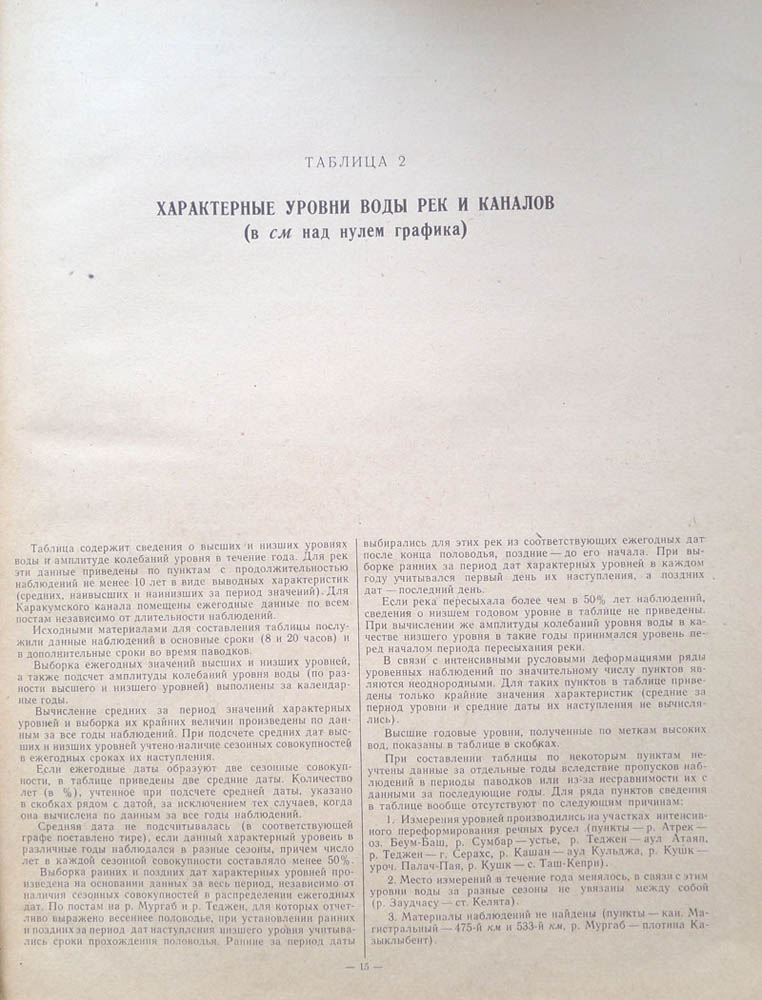 ТАБЛИЦА 2
ХАРАКТЕРНЫЕ УРОВНИ ВОДЫ РЕК И КАНАЛОВ
(в см над нулем графика)
Таблица содержит сведения о высших и низших уровнях
воды и амплитуде колебаний уровня в течение года. Для рек
эти данные приведены по пунктам с продолжительностью
наблюдений не менее 10 лет в виде выводных характеристик
(средних, наивысших и наинизших за период значений). Для
Каракумского канала помещены ежегодные данные по всем
постам независимо от длительности наблюдений.
Исходными материалами для составления таблицы послу-
жили данные наблюдений в основные сроки (8 и 20 часов) и
в дополнительные сроки во время паводков.
Выборка ежегодных значений высших и низших уровней,
а также подсчет амплитуды колебаний уровня воды (по раз-
ности высшего и низшего уровней) выполнены за календар-
ные годы.
Вычисление средних за период значений характерных
уровней и выборка их крайних величин произведены по дан-
ным за все годы наблюдений. При подсчете средних дат выс-
ших и низших уровней учтено наличие сезонных совокупностей
в ежегодных сроках их наступления.
Если ежегодные даты образуют две сезонные совокуп-
ности, в таблице приведены две средние даты. Количество
лет (в %), учтенное при подсчете средней даты, указано
в скобках рядом с датой, за исключением тех случаев, когда
она вычислена по данным за все годы наблюдений.
Средняя дата не подсчитывалась (в соответствующей
графе поставлено тире), если данный характерный уровень в
различные годы наблюдался в разные сезоны, причем число
лет в каждой сезонной совокупности составляло менее 50%.
Выборка ранних и поздних дат характерных уровней про-
изведена на основании данных за весь период, независимо от
наличия сезонных совокупностей в распределении ежегодных
дат. По постам на р. Мургаб и р. Теджен, для которых отчет-
ливо выражено весеннее половодье, при установлении ранних
и поздних за период дат наступления низшего уровня учитыва-
лись сроки прохождения половодья. Ранние за период даты
выбирались для этих рек из соответствующих ежегодных дат
после конца половодья, поздние — до его начала. При вы-
борке ранних за период дат характерных уровней в каждом
году учитывался первый день их наступления, а поздних
дат — последний день.
Если река пересыхала более чем в 50% лет наблюдений,
сведения о низшем годовом уровне в таблице не приведены.
При вычислении же амплитуды колебаний уровня воды в ка-
честве низшего уровня в такие годы принимался уровень пе-
ред началом периода пересыхания реки.
В связи с интенсивными русловыми деформациями ряды
уровенных наблюдений по значительному числу пунктов яв-
ляются неоднородными. Для таких пунктов в таблице приве-
дены только крайние значения характеристик (средние за
период уровни и средние даты их наступления не вычисля-
лись).
Высшие годовые уровни, полученные по меткам высоких
вод, показаны в таблице в скобках.
При составлении таблицы по некоторым пунктам не-
учтены данные за отдельные годы вследствие пропусков наб-
людений в периоды паводков или из-за несравнимости их с
данными за последующие годы. Для ряда пунктов сведения
в таблице вообще отсутствуют по следующим причинам:
1. Измерения уровней производились на участках интенсив-
ного переформирования речных русел (пункты — р. Атрек —
оз. Беум-Баш, р. Сумбар — устье, р. Теджен — аул Атаяп,
р. Теджен — г. Серахс, р. Кашан — аул Кульджа, р. Кушк —
уроч. Палач-Пая, р. Кушк — с. Таш-Кепри).
2. Место измерений в течение года менялось, в связи с этим
уровни воды за разные сезоны не увязаны между собой
(р. Заудчасу — ст. Келята).
3. Материалы наблюдений не найдены (пункты — кан. Ма-
гистральный — 475-й км и 533-й км, р. Мургаб — плотина Ка-
зыклыбент).
— 15 —